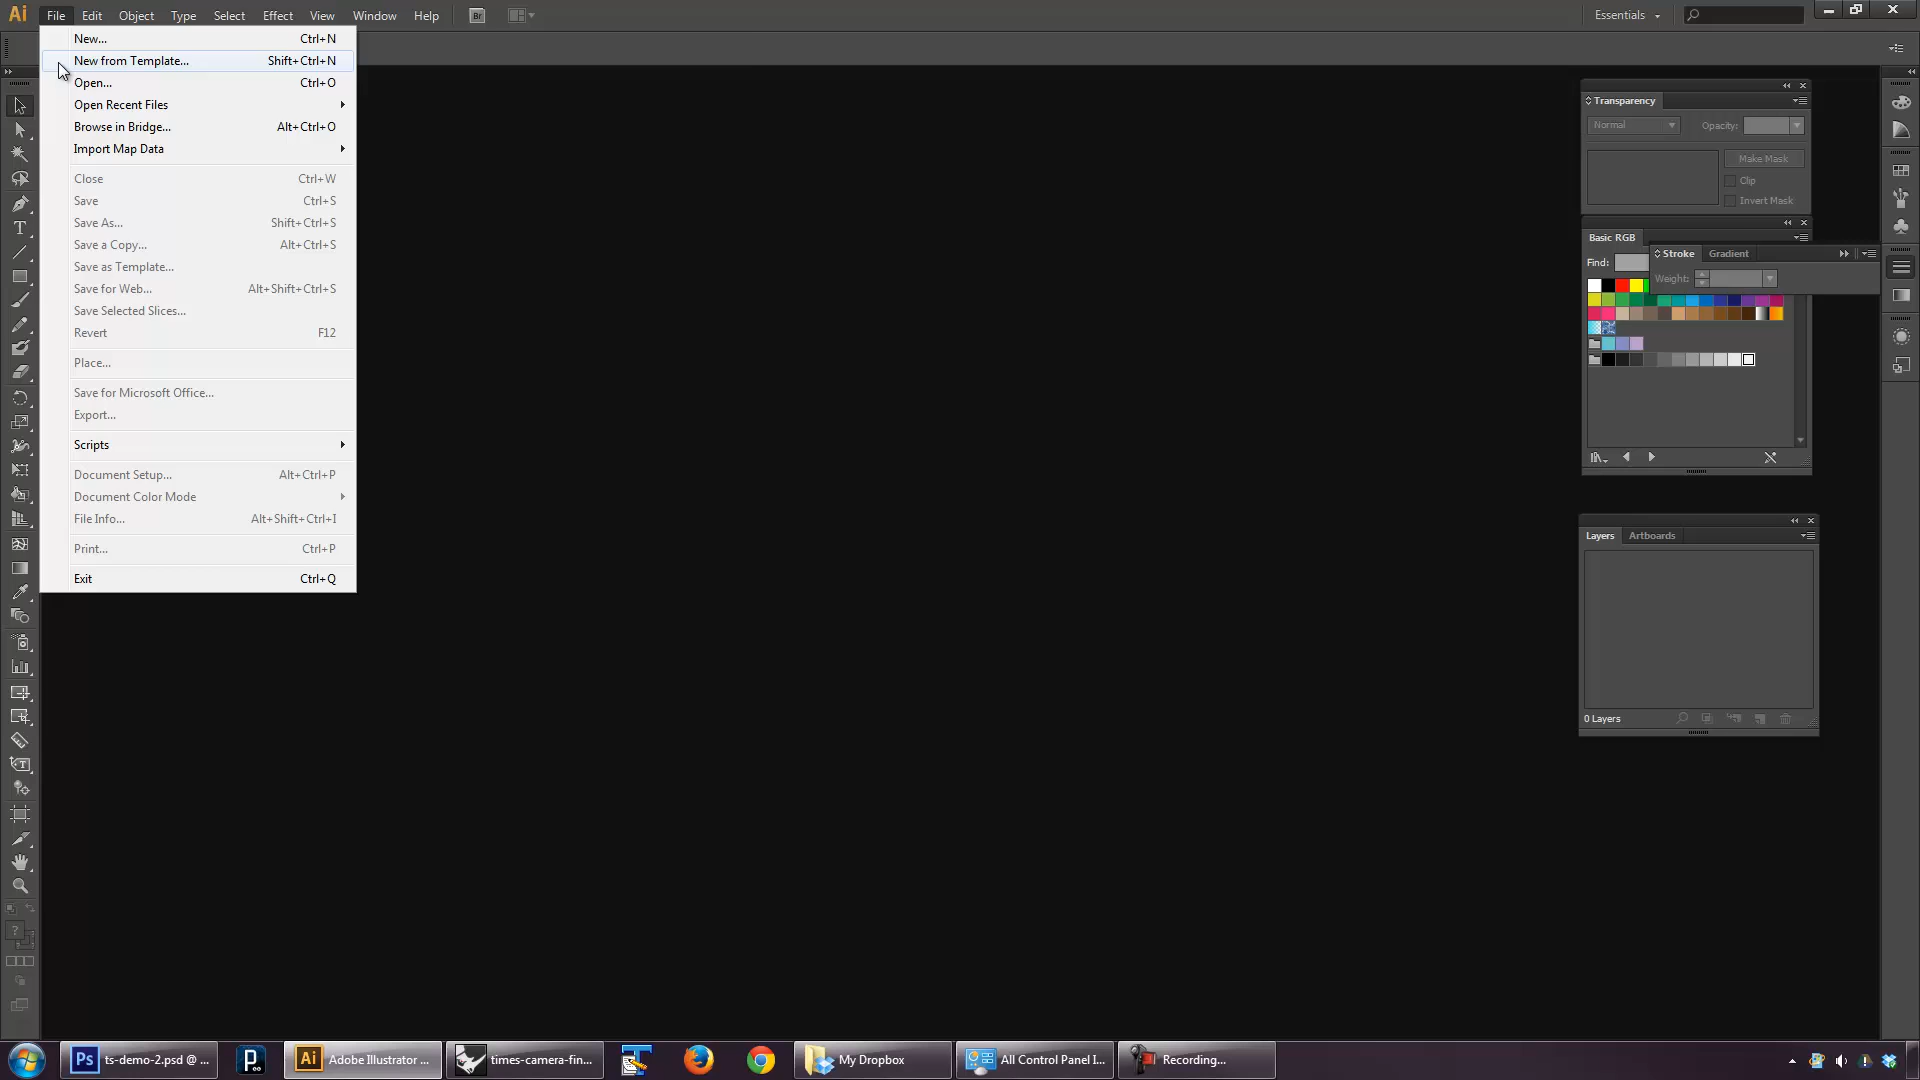 Ai File Edit Object Type Select Effect View Window Help Br Essentials
New... Ctrl+N
New from Template... Shift+Ctrl+N
Open... Ctrl+O
Open Recent Files
Browse in Bridge... Alt+Ctrl+O
Import Map Data
Close Ctrl+W
Save Ctrl+S
Save As... Shift+Ctrl+S
Save a Copy... Alt+Ctrl+S
Save as Template...
Save for Web... Alt+Shift+Ctrl+S
Save Selected Slices...
Revert F12
Place...
Save for Microsoft Office...
Export...
Scripts
Document Setup... Alt+Ctrl+P
Document Color Mode
File Info... Alt+Shift+Ctrl+I
Print... Ctrl+P
Exit Ctrl+Q
Transparency
Normal Opacity:
Make Mask
Clip
Invert Mask
Basic RGB
Find:
Stroke Gradient
Weight:
Layers Artboards
0 Layers
Ps ts-demo-2.psd @ ... Ai Adobe Illustrator ... times-camera-fin... My Dropbox All Control Panel I... Recording...